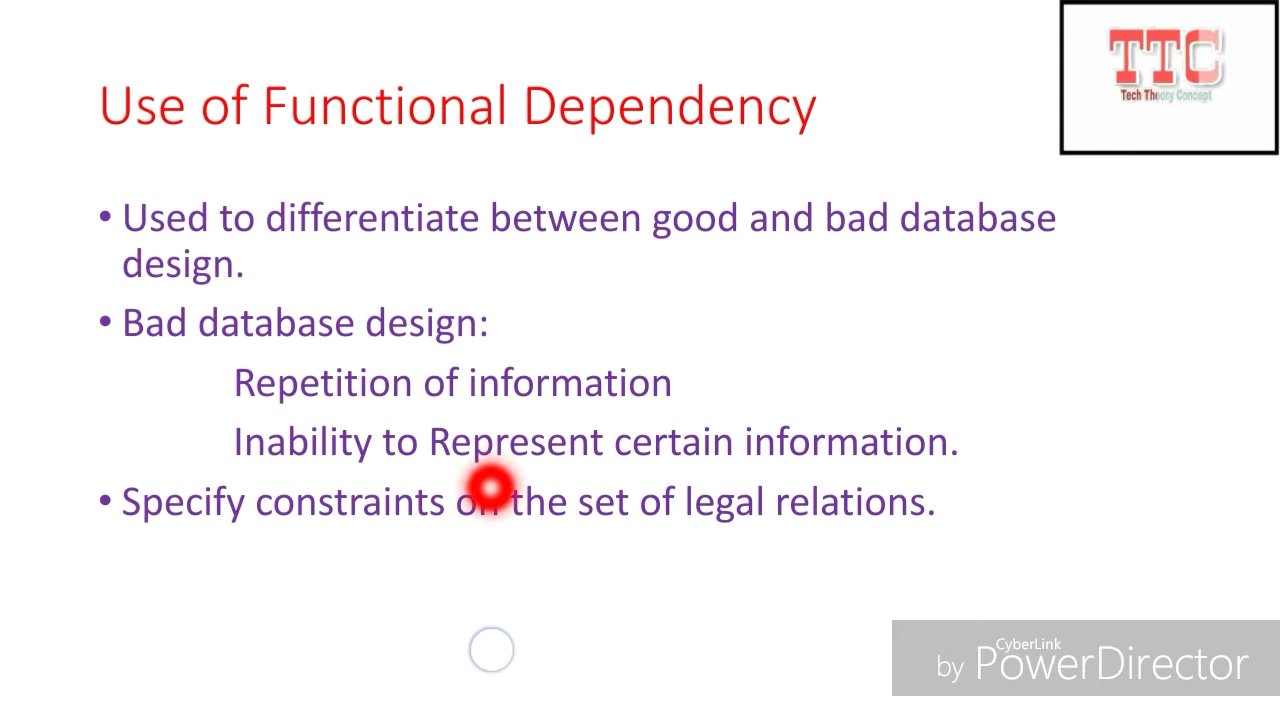 TTC
Tech Theory Concept
Use of Functional Dependency
• Used to differentiate between good and bad database
design.
• Bad database design:
Repetition of information
Inability to Represent certain information.
• Specify constraints on the set of legal relations.
CyberLink
by PowerDirector